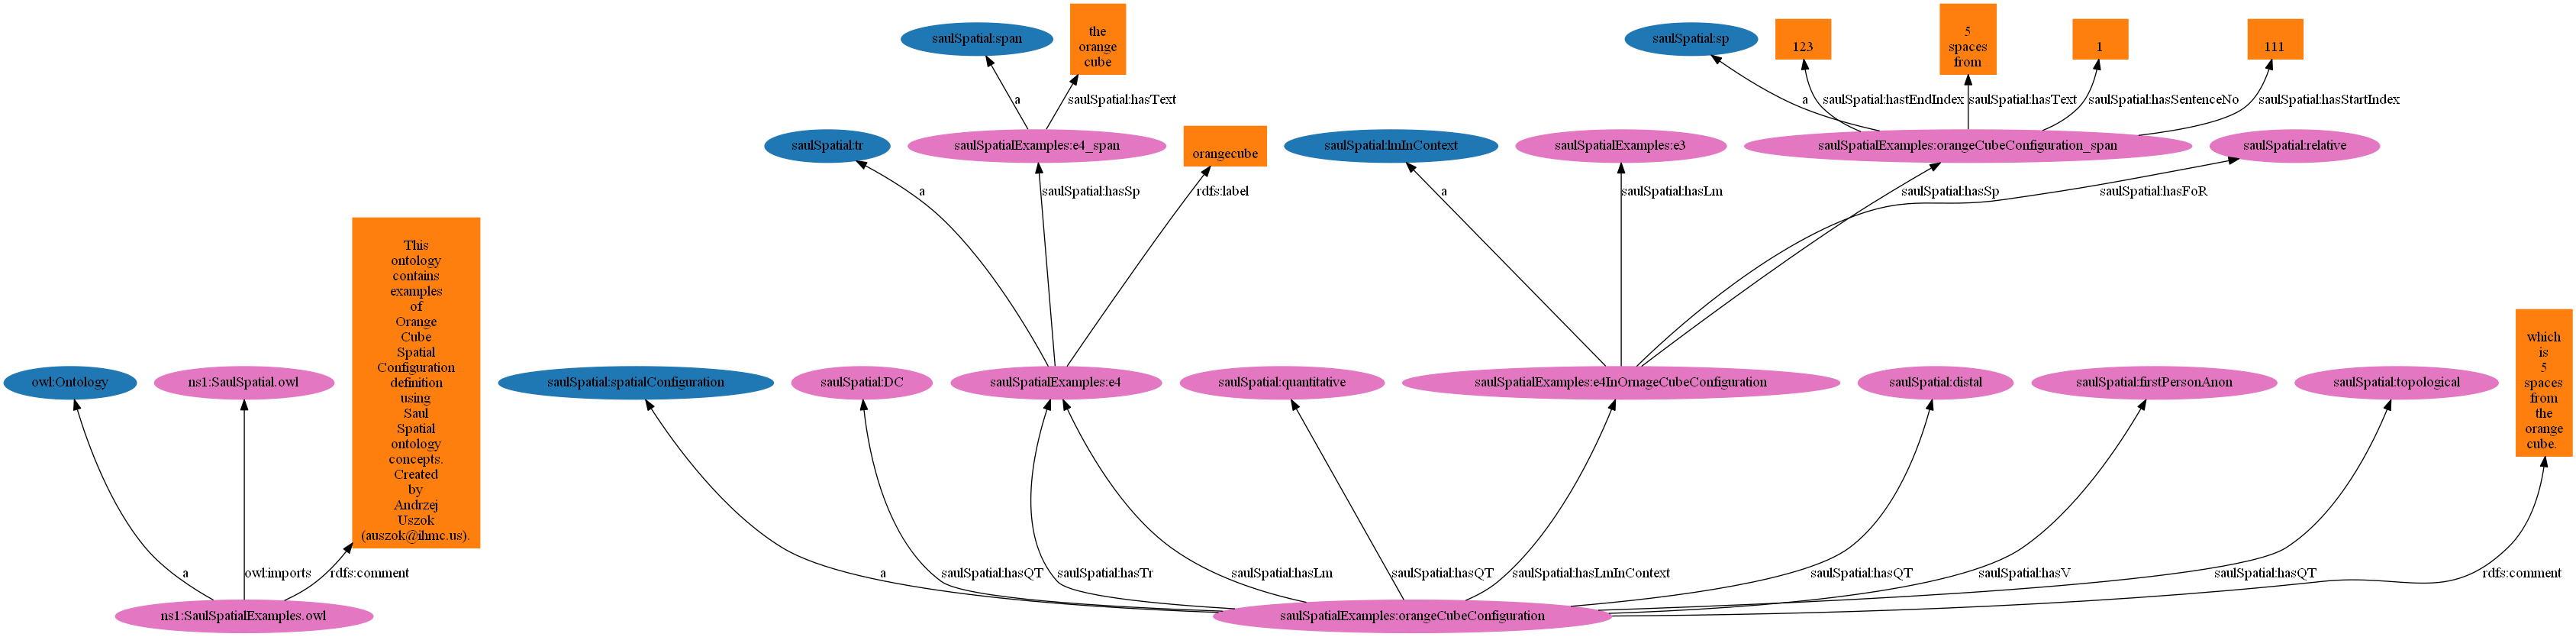 saulSpatial:span
the
orange
cube
saulSpatial:sp
123
5
spaces
from
1
111
a
saulSpatial:hasText
a
saulSpatial:hastEndIndex
saulSpatial:hasText
saulSpatial:hasSentenceNo
saulSpatial:hasStartIndex
saulSpatial:tr
saulSpatialExamples:e4_span
orangecube
saulSpatial:lmInContext
saulSpatialExamples:e3
saulSpatialExamples:orangeCubeConfiguration_span
saulSpatial:relative
a
saulSpatial:hasSp
rdfs:label
a
saulSpatial:hasLm
saulSpatial:hasSp
saulSpatial:hasFoR
This
ontology
contains
examples
of
Orange
Cube
Spatial
Configuration
definition
using
Saul
Spatial
ontology
concepts.
Created
by
Andrzej
Uszok
(auszok@ihmc.us).
owl:Ontology
ns1:SaulSpatial.owl
saulSpatial:spatialConfiguration
saulSpatial:DC
saulSpatialExamples:e4
saulSpatial:quantitative
saulSpatialExamples:e4InOrnageCubeConfiguration
saulSpatial:distal
saulSpatial:firstPersonAnon
saulSpatial:topological
which
is
5
spaces
from
the
orange
cube.
a
owl:imports
rdfs:comment
a
saulSpatial:hasQT
saulSpatial:hasTr
saulSpatial:hasLm
saulSpatial:hasQT
saulSpatial:hasLmInContext
saulSpatial:hasQT
saulSpatial:hasV
saulSpatial:hasQT
rdfs:comment
ns1:SaulSpatialExamples.owl
saulSpatialExamples:orangeCubeConfiguration